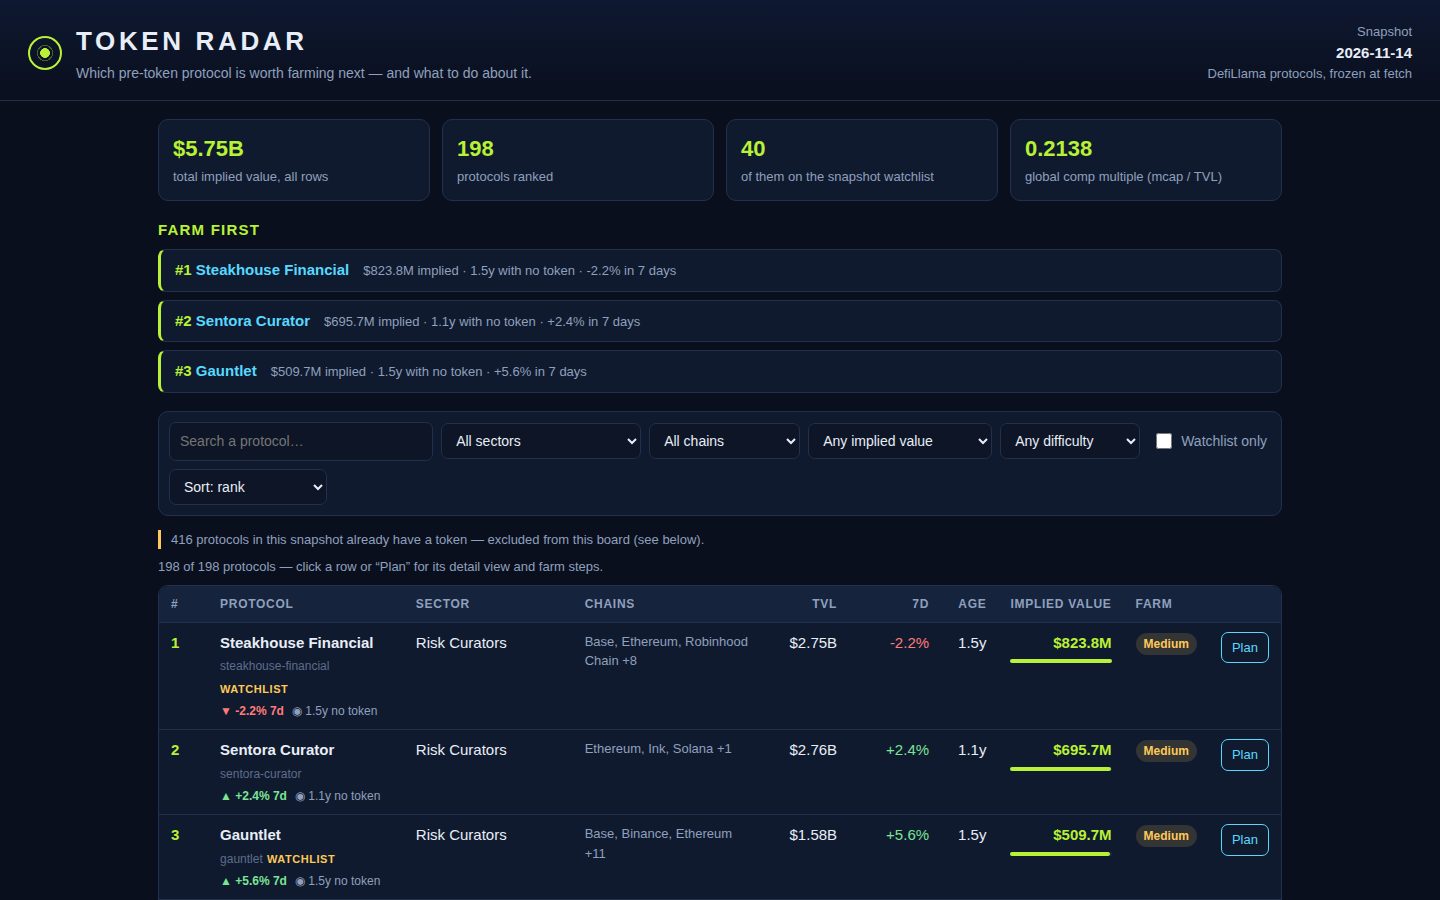 TOKEN RADAR
Which pre-token protocol is worth farming next — and what to do about it.
Snapshot
2026-11-14
DefiLlama protocols, frozen at fetch
$5.75B
total implied value, all rows
198
protocols ranked
40
of them on the snapshot watchlist
0.2138
global comp multiple (mcap / TVL)
FARM FIRST
#1 Steakhouse Financial $823.8M implied · 1.5y with no token · -2.2% in 7 days
#2 Sentora Curator $695.7M implied · 1.1y with no token · +2.4% in 7 days
#3 Gauntlet $509.7M implied · 1.5y with no token · +5.6% in 7 days
Search a protocol… All sectors All chains Any implied value Any difficulty Watchlist only
Sort: rank
416 protocols in this snapshot already have a token — excluded from this board (see below).
198 of 198 protocols — click a row or “Plan” for its detail view and farm steps.
# PROTOCOL SECTOR CHAINS TVL 7D AGE IMPLIED VALUE FARM
1 Steakhouse Financial Risk Curators Base, Ethereum, Robinhood $2.75B -2.2% 1.5y $823.8M Medium Plan
Chain +8
steakhouse-financial
WATCHLIST
▼ -2.2% 7d ◉ 1.5y no token
2 Sentora Curator Risk Curators Ethereum, Ink, Solana +1 $2.76B +2.4% 1.1y $695.7M Medium Plan
sentora-curator
▲ +2.4% 7d ◉ 1.1y no token
3 Gauntlet Risk Curators Base, Binance, Ethereum $1.58B +5.6% 1.5y $509.7M Medium Plan
+11
gauntlet WATCHLIST
▲ +5.6% 7d ◉ 1.5y no token